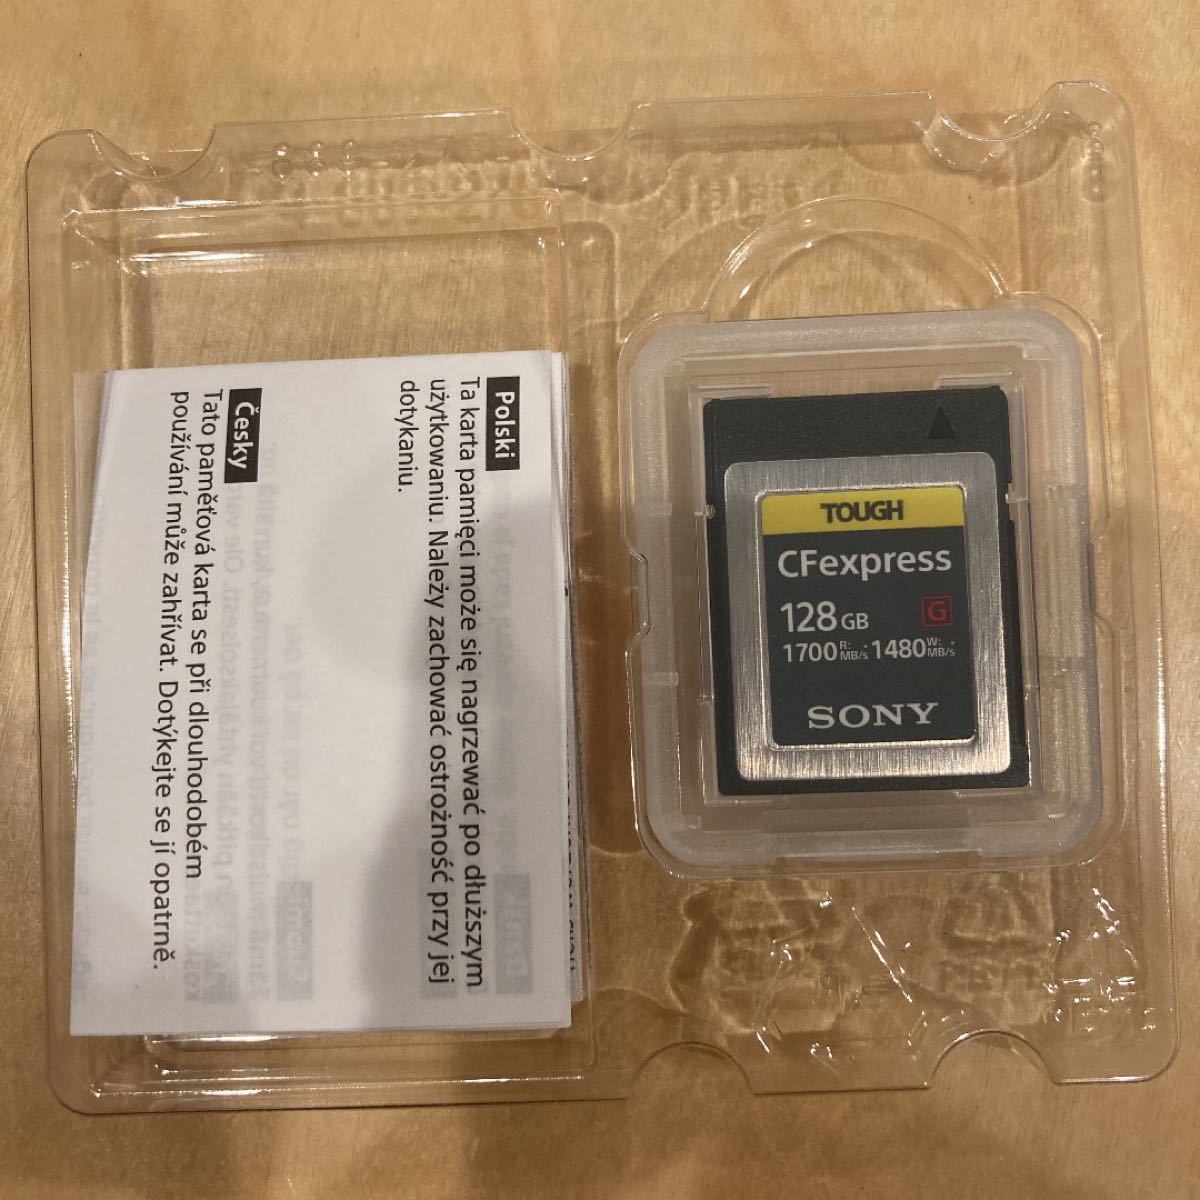 Polski
Ta karta pamięci może się nagrzewać po dłuższym
użytkowaniu. Należy zachować ostrożność przy jej
dotykaniu.
Česky
Tato paměťová karta se při dlouhodobém
používání může zahřívat. Dotýkejte se jí opatrně.
TOUGH
CFexpress
128 GB G
1700 R: MB/s 1480 W: MB/s
SONY